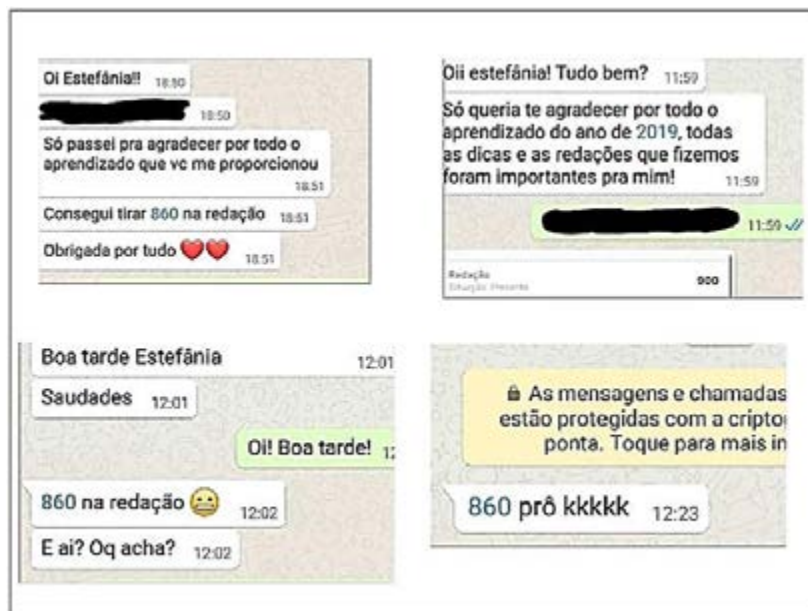 Oi Estefânia!! 18:50
18:50
Só passei pra agradecer por todo o
aprendizado que vc me proporcionou
18:51
Consegui tirar 860 na redação 18:51
Obrigada por tudo ❤️❤️ 18:51
Oii estefânia! Tudo bem? 11:59
Só queria te agradecer por todo o
aprendizado do ano de 2019, todas
as dicas e as redações que fizemos
foram importantes pra mim! 11:59
11:59
Redação
Situação: Presente
900
Boa tarde Estefânia 12:01
Saudades 12:01
Oi! Boa tarde! 12
860 na redação 😬 12:02
E ai? Oq acha? 12:02
As mensagens e chamadas
estão protegidas com a cripto
ponta. Toque para mais in
860 prô kkkkk 12:23